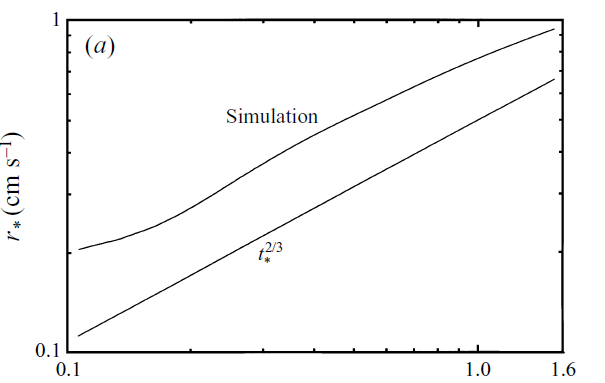 1
(a)
Simulation
r* (cm s⁻¹)
t*^2/3
0.1
0.1
1.0
1.6